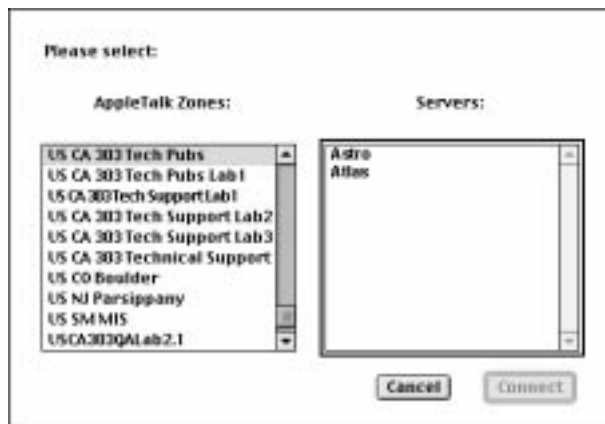 Please select:
AppleTalk Zones:
Servers:
US CA 303 Tech Pubs
US CA 303 Tech Pubs Lab1
US CA 303 Tech Support Lab1
US CA 303 Tech Support Lab2
US CA 303 Tech Support Lab3
US CA 303 Technical Support
US CO Boulder
US NJ Parsippany
US SM MIS
USCA303QALab2.1
Astro
Atlas
Cancel
Connect